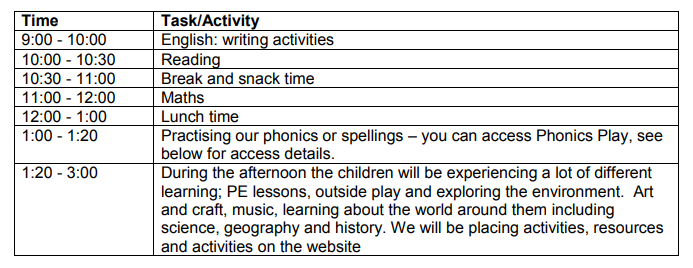 Time Task/Activity
9:00 - 10:00 English: writing activities
10:00 - 10:30 Reading
10:30 - 11:00 Break and snack time
11:00 - 12:00 Maths
12:00 - 1:00 Lunch time
1:00 - 1:20 Practising our phonics or spellings – you can access Phonics Play, see
below for access details.
1:20 - 3:00 During the afternoon the children will be experiencing a lot of different
learning; PE lessons, outside play and exploring the environment.  Art
and craft, music, learning about the world around them including
science, geography and history. We will be placing activities, resources
and activities on the website